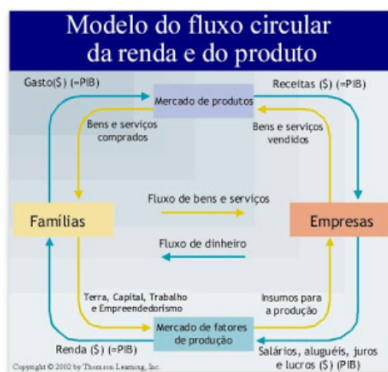 Modelo do fluxo circular
da renda e do produto
Gasto($) (=PIB)
Receitas ($) (=PIB)
Mercado de produtos
Bens e serviços
comprados
Bens e serviços
vendidos
Fluxo de bens e serviços
Famílias
Empresas
Fluxo de dinheiro
Terra, Capital, Trabalho
e Empreendedorismo
Insumos para
a produção
Mercado de fatores
de produção
Renda ($) (=PIB)
Salários, aluguéis, juros
e lucros ($) (PIB)
Copyright © 2002 by Thomson Learning, Inc.